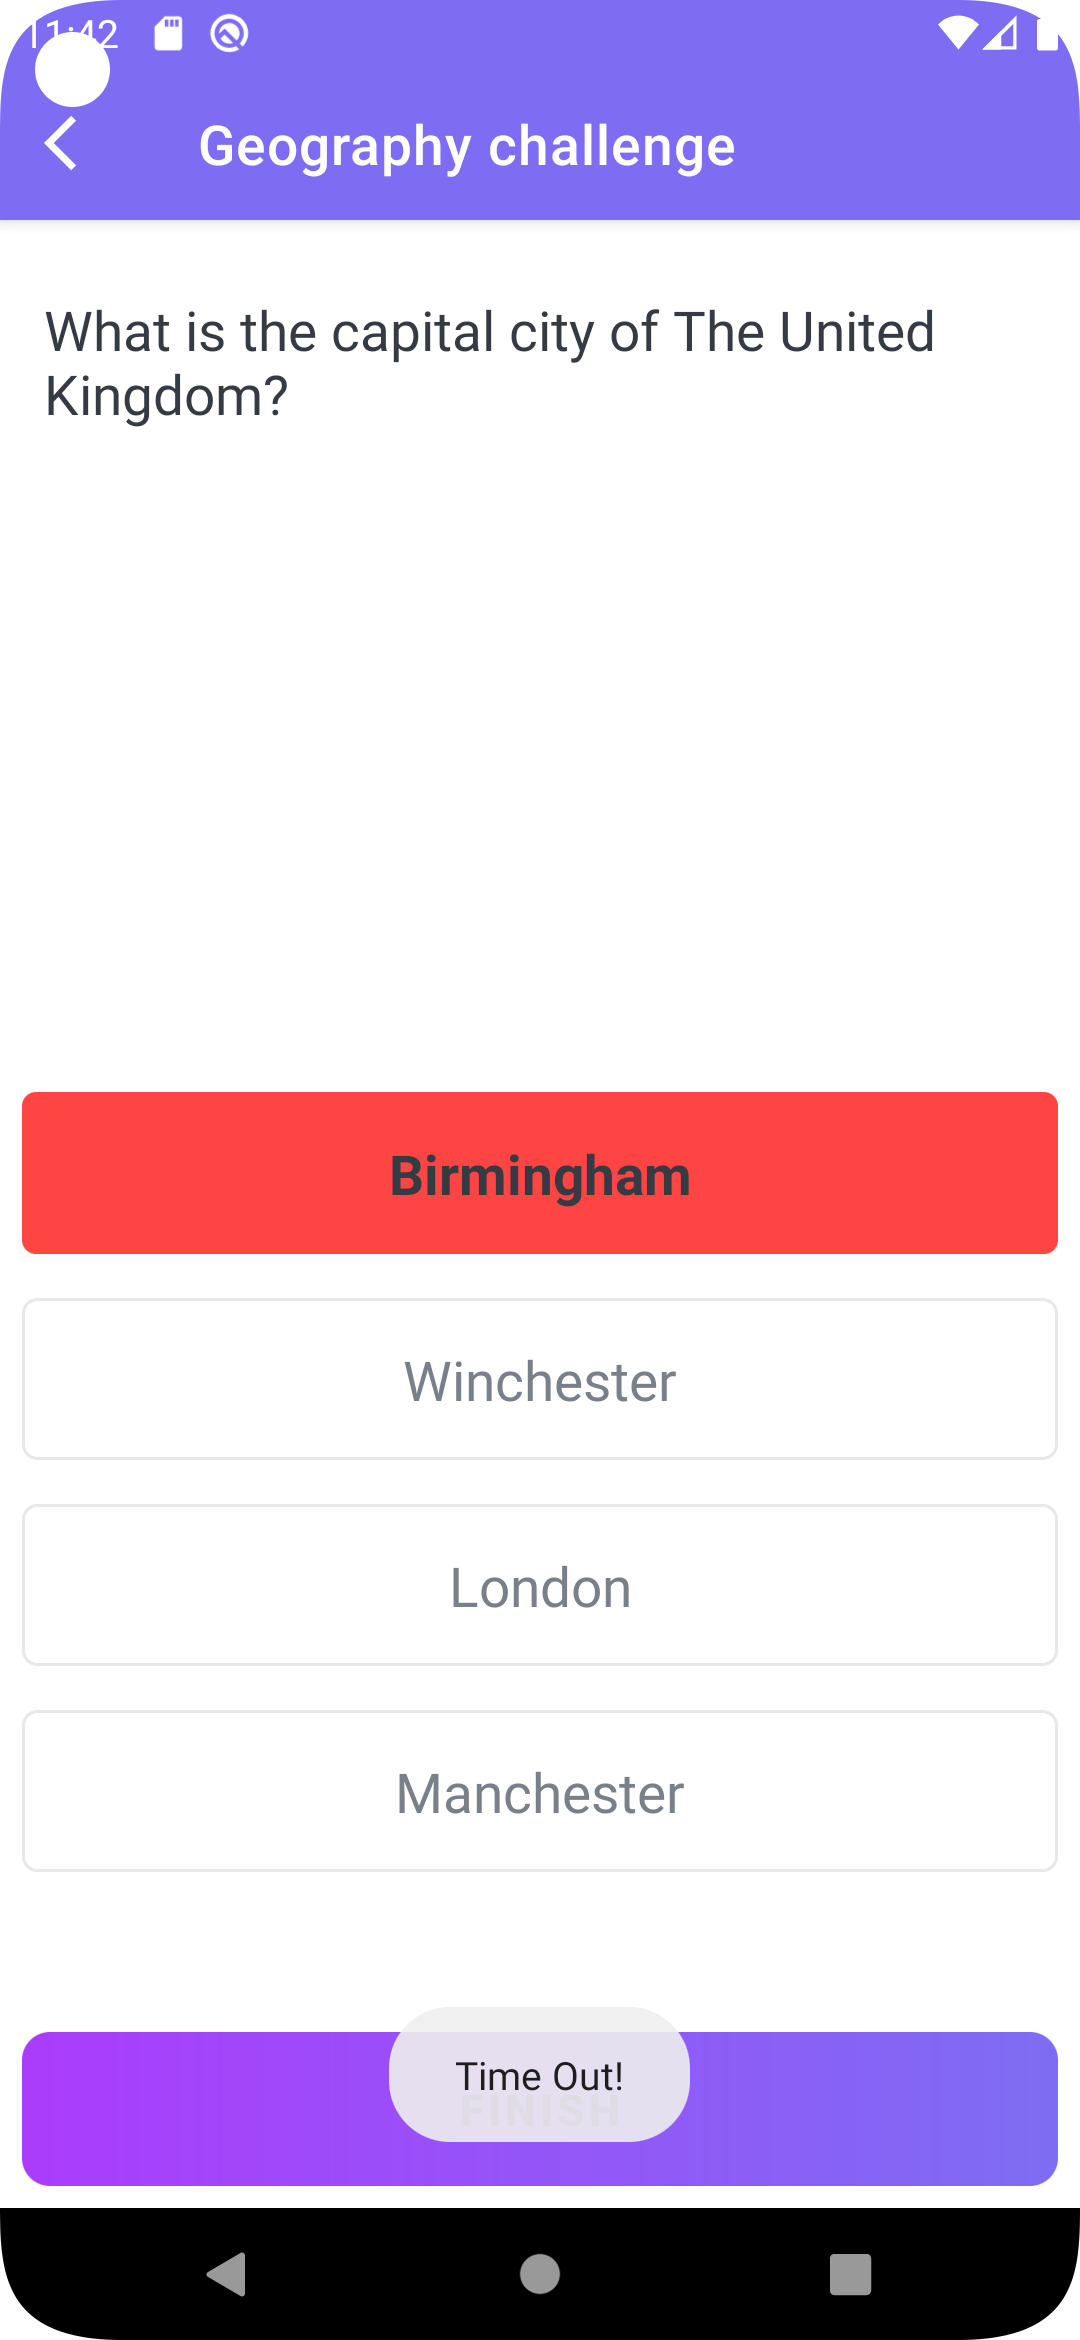 11:42
Geography challenge
What is the capital city of The United
Kingdom?
Birmingham
Winchester
London
Manchester
Time Out!
FINISH